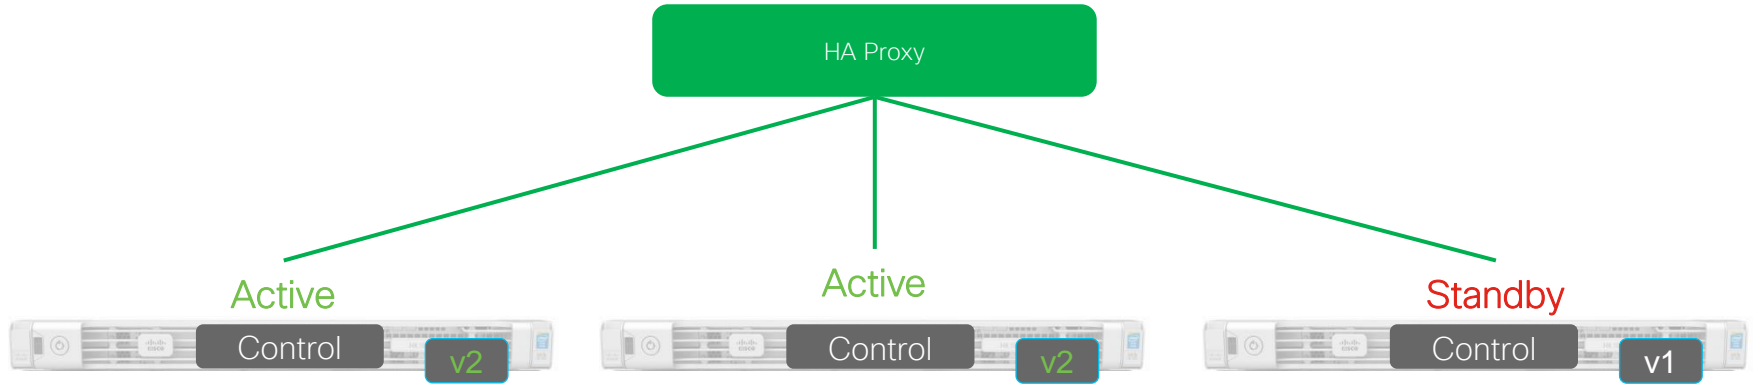 HA Proxy
Active
Active
Standby
Control
v2
Control
v2
Control
v1